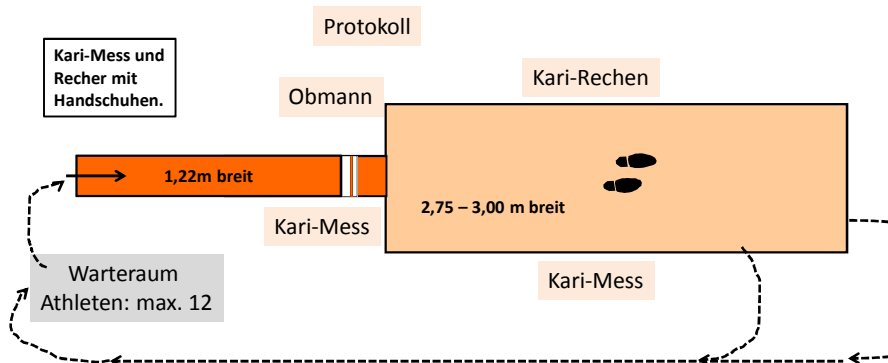 Protokoll
Kari-Mess und
Recher mit
Handschuhen.
Obmann
Kari-Rechen
1,22m breit
2,75 – 3,00 m breit
Kari-Mess
Warteraum
Athleten: max. 12
Kari-Mess